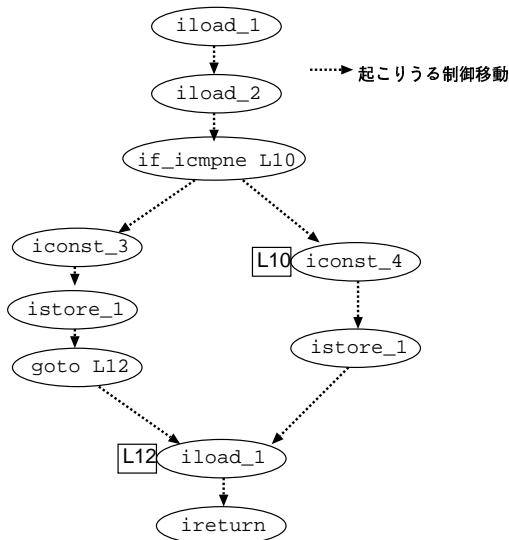 iload_1
起こりうる制御移動
iload_2
if_icmpne L10
iconst_3
L10 iconst_4
istore_1
istore_1
goto L12
L12 iload_1
ireturn